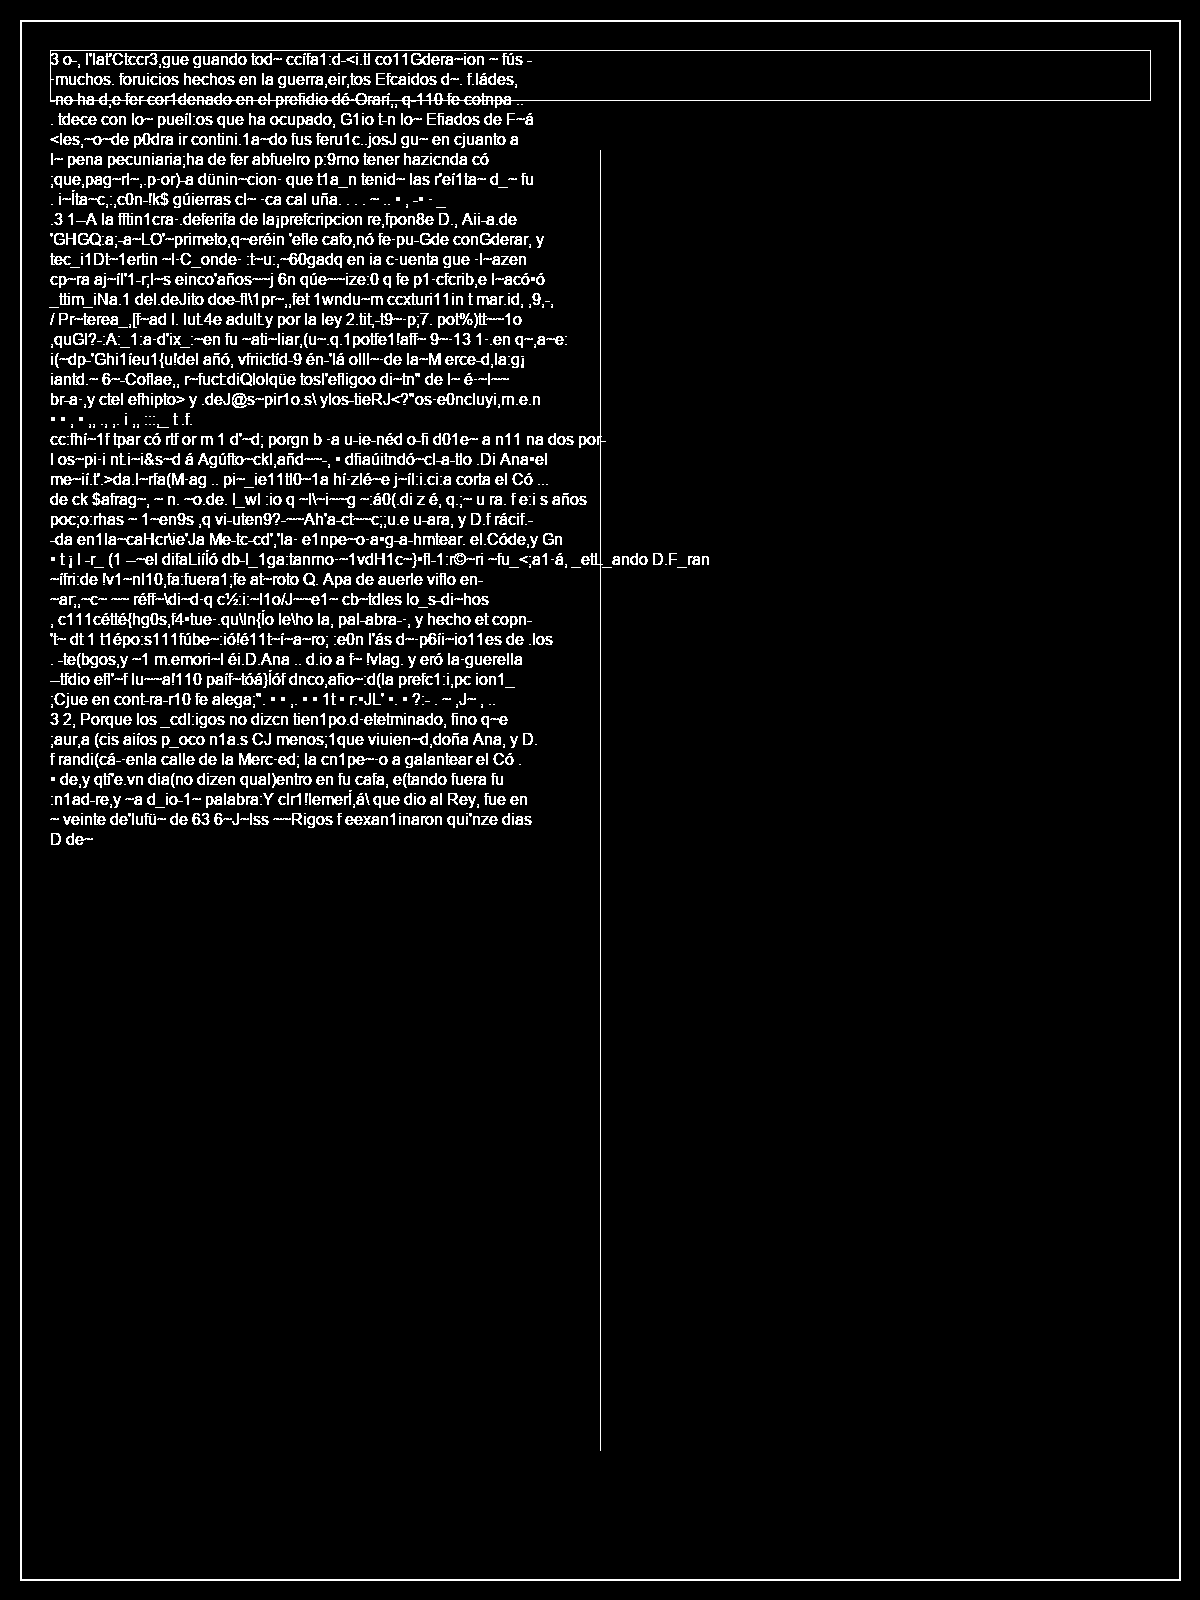 3 o-, l'lat'Ctccr3,gue guando tod~ ccífa1:d-<i.tl co11Gdera~ion ~ fús -
·muchos. foruicios hechos en la guerra,eir,tos Efcaidos d~. f.ládes,
-no ha d,e fer cor1denado en el prefidio dé-Orarí,, q-110 fe cotnpa ..
. tdece con lo~ pueíl:os que ha ocupado, G1io t-n lo~ Efiados de F~á
<les,~o~de p0dra ir contini.1a~do fus feru1c..josJ gu~ en cjuanto a
l~ pena pecuniaria;ha de fer abfuelro p:9rno tener hazicnda có
;que,pag~rl~,.p·or)-a dünin~cion· que t1a_n tenid~ las r'eí1ta~ d_~ fu
. i~Íta~c,:,c0n-!k$ gúierras cl~ ·ca cal uña. . . . ~ .. • , -• · _
.3 1--A la fftin1cra·.deferifa de la¡prefcripcion re,fpon8e D., Aii-a.de
'GHGQ:a;-a~LO'~primeto,q~eréin 'efle cafo,nó fe·pu-Gde conGderar, y
tec_i1Dt~1ertin ~l-C_onde· :t~u:,~60gadq en ia c·uenta gue ·l~azen
cp~ra aj~íl'1-r;l~s einco'años~~j 6n qúe~~ize:0 q fe p1·cfcrib,e l~acó•ó
_ttim_iNa.1 del.deJito doe-fl\1pr~,,fet 1wndu~m ccxturi11in t mar.id, ,9,-,
/ Pr~terea_,[f~ad l. lut.4e adult.y por la ley 2.tit,-t9~·p;7. pot%)tt~~1o
,quGl?-:A:_1:a·d'ix_:~en fu ~ati~liar,(u~.q.1potfe1!aff~ 9~·13 1·.en q~,a~e:
i(~dp-'Ghi1íeu1{u!del añó, vfriictíd-9 én-'lá olll~·de la~M erce-d,la:g¡
iantd.~ 6~-Coflae,, r~fuct:diQlolqüe tosl'efligoo di~tn" de l~ é·~l~~
br-a·,y ctel efhipto> y .deJ@s~pir1o.s\ ylos-tieRJ<?"os·e0ncluyi,rn.e.n
• • , • ,, ., ,. i ,, :::,_ t .f.
cc:fhí~1f tpar có rtf or m 1 d'~d; porgn b ·a u-ie-néd o-fi d01e~ a n11 na dos por-
l os~pi·i nt.i~i&s~d á Agúfto~ckl,añd~~-, • dfiaúitndó~cl-a-tlo .Di Ana•el
me~ií.t'.>da.l~rfa(M·ag .. pi~_ie11tl0~1a hí·zlé~e j~íl:i.ci:a corta el Có ...
de ck $afrag~, ~ n. ~o.de. l_wl :io q ~l\~i~~g ~:á0(.di z é, q.;~ u ra. f e:i s años
poc;o:rhas ~ 1~en9s ,q vi-uten9?-~~Ah'a-ct~~c;;u.e u-ara, y D.f rácif.-
-da en1la~caHcr\ie'Ja Me-tc-cd','la· e1npe~o·a•g-a-hmtear. el.Códe,y Gn
• t ¡ l -r_ (1 --~el difaLiilló db-l_1ga:tanrno·~1vdH1c~}•fl-1:r©~ri ~fu_<;a1·á, _etL_ando D.F_ran
~ífri:de !v1~nl10,fa:fuera1;fe at~roto Q. Apa de auerle viflo en-
~ar;,~c~ ~~ réff~\di~d·q c½:i:~l1o/J~~e1~ cb~tdles lo_s-di~hos
, c111cétté{hg0s,f4•tue·.qu\ln{Ío le\ho la, pal-abra-·, y hecho et copn-
't~ dt 1 t1épo:s111fúbe~:ió!é11t~í~a~ro; :e0n l'ás d~·p6íi~io11es de .los
. -te(bgos,y ~1 m.emori~l éi.D.Ana .. d.io a f~ !vlag. y eró la·guerella
--tfdio efl'~f lu~~a!110 paíf~tóá}ÍÓf dnco,afio~:d(la prefc1:i,pc ion1_
;Cjue en cont-ra-r10 fe alega;". • • ,. • • 1t • r:•JL' •. • ?:- . ~ ,J~ , ..
3 2, Porque los _cdl:igos no dizcn tien1po.d·etetminado, fino q~e
;aur,a (cis aiíos p_oco n1a.s CJ menos;1que viuien~d,doña Ana, y D.
f randi(cá-·enla calle de la Merc·ed; la cn1pe~·o a galantear el Có .
• de,y qtí'e.vn dia(no dizen qual)entro en fu cafa, e(tando fuera fu
:n1ad-re,y ~a d_io-1~ palabra:Y clr1!lemerÍ,á\ que dio al Rey, fue en
~ veinte de'lufü~ de 63 6~J~lss ~~Rigos f eexan1inaron qui'nze dias
D de~